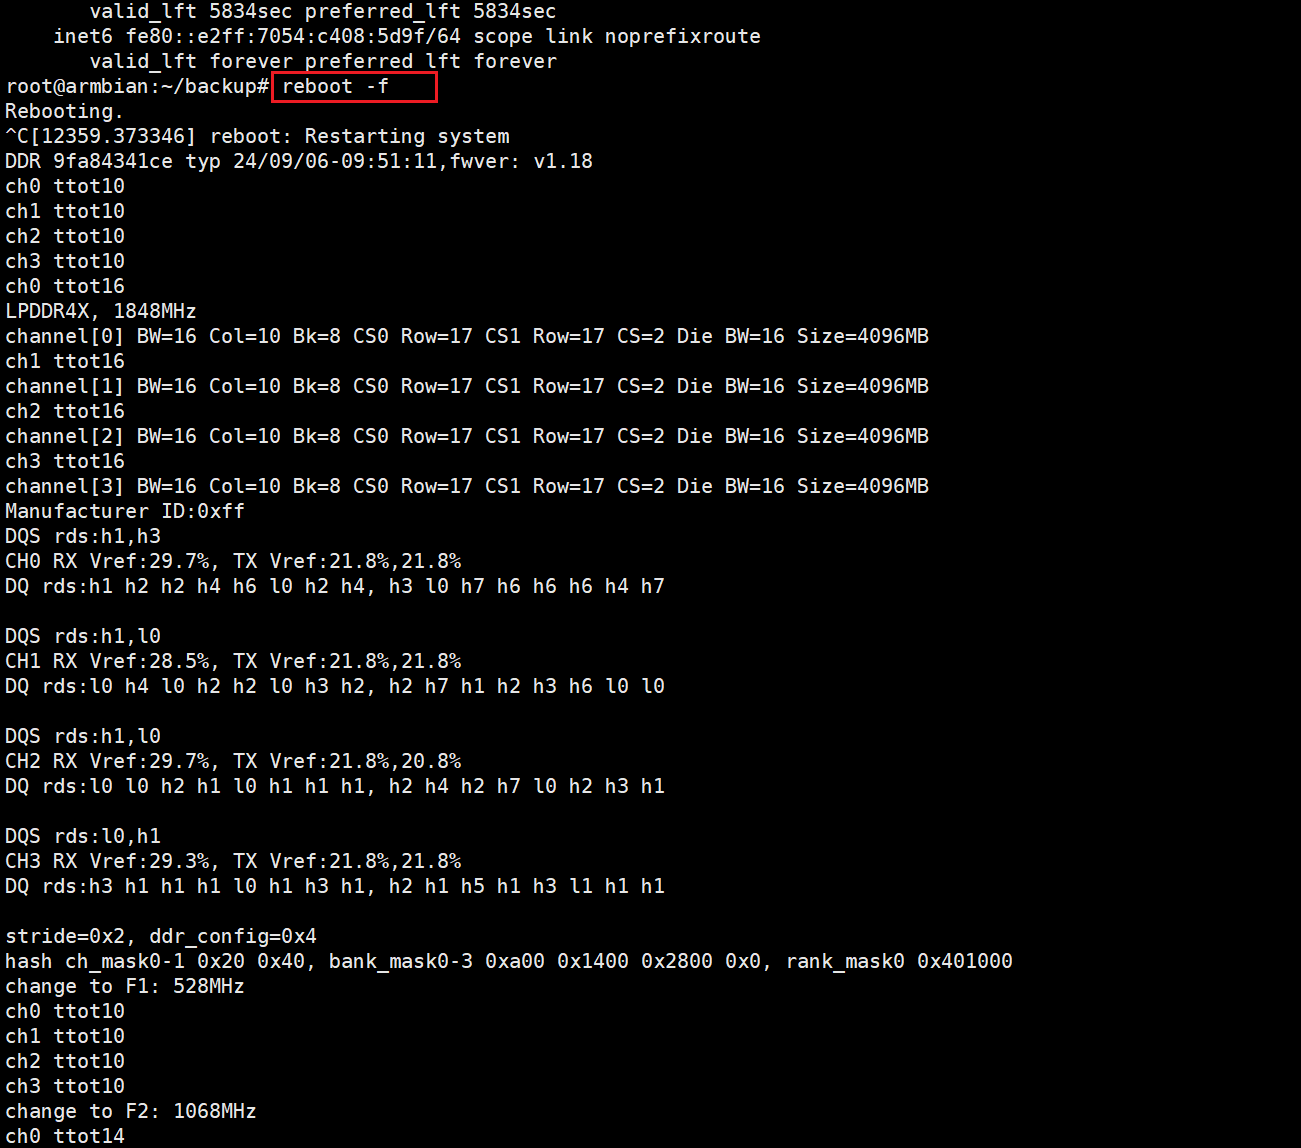 valid_lft 5834sec preferred_lft 5834sec
inet6 fe80::e2ff:7054:c408:5d9f/64 scope link noprefixroute
valid_lft forever preferred_lft forever
root@armbian:~/backup# reboot -f
Rebooting.
^C[12359.373346] reboot: Restarting system
DDR 9fa84341ce typ 24/09/06-09:51:11,fwver: v1.18
ch0 ttot10
ch1 ttot10
ch2 ttot10
ch3 ttot10
ch0 ttot16
LPDDR4X, 1848MHz
channel[0] BW=16 Col=10 Bk=8 CS0 Row=17 CS1 Row=17 CS=2 Die BW=16 Size=4096MB
ch1 ttot16
channel[1] BW=16 Col=10 Bk=8 CS0 Row=17 CS1 Row=17 CS=2 Die BW=16 Size=4096MB
ch2 ttot16
channel[2] BW=16 Col=10 Bk=8 CS0 Row=17 CS1 Row=17 CS=2 Die BW=16 Size=4096MB
ch3 ttot16
channel[3] BW=16 Col=10 Bk=8 CS0 Row=17 CS1 Row=17 CS=2 Die BW=16 Size=4096MB
Manufacturer ID:0xff
DQS rds:h1,h3
CH0 RX Vref:29.7%, TX Vref:21.8%,21.8%
DQ rds:h1 h2 h2 h4 h6 l0 h2 h4, h3 l0 h7 h6 h6 h6 h4 h7
DQS rds:h1,l0
CH1 RX Vref:28.5%, TX Vref:21.8%,21.8%
DQ rds:l0 h4 l0 h2 h2 l0 h3 h2, h2 h7 h1 h2 h3 h6 l0 l0
DQS rds:h1,l0
CH2 RX Vref:29.7%, TX Vref:21.8%,20.8%
DQ rds:l0 l0 h2 h1 l0 h1 h1 h1, h2 h4 h2 h7 l0 h2 h3 h1
DQS rds:l0,h1
CH3 RX Vref:29.3%, TX Vref:21.8%,21.8%
DQ rds:h3 h1 h1 h1 l0 h1 h3 h1, h2 h1 h5 h1 h3 l1 h1 h1
stride=0x2, ddr_config=0x4
hash ch_mask0-1 0x20 0x40, bank_mask0-3 0xa00 0x1400 0x2800 0x0, rank_mask0 0x401000
change to F1: 528MHz
ch0 ttot10
ch1 ttot10
ch2 ttot10
ch3 ttot10
change to F2: 1068MHz
ch0 ttot14